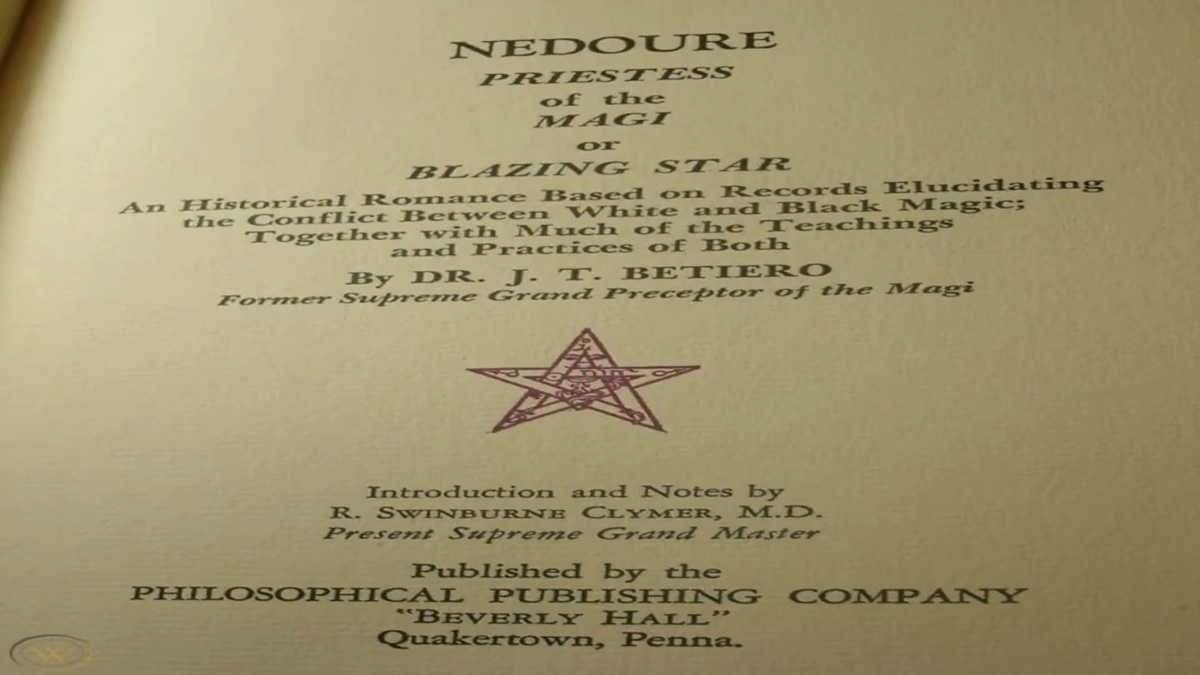 NEDOURE
PRIESTESS
of the
MAGI
or
BLAZING STAR
An Historical Romance Based on Records Elucidating
the Conflict Between White and Black Magic;
Together with Much of the Teachings
and Practices of Both
By DR. J. T. BETIERO
Former Supreme Grand Preceptor of the Magi
Introduction and Notes by
R. SWINBURNE CLYMER, M.D.
Present Supreme Grand Master
Published by the
PHILOSOPHICAL PUBLISHING COMPANY
"BEVERLY HALL"
Quakertown, Penna.